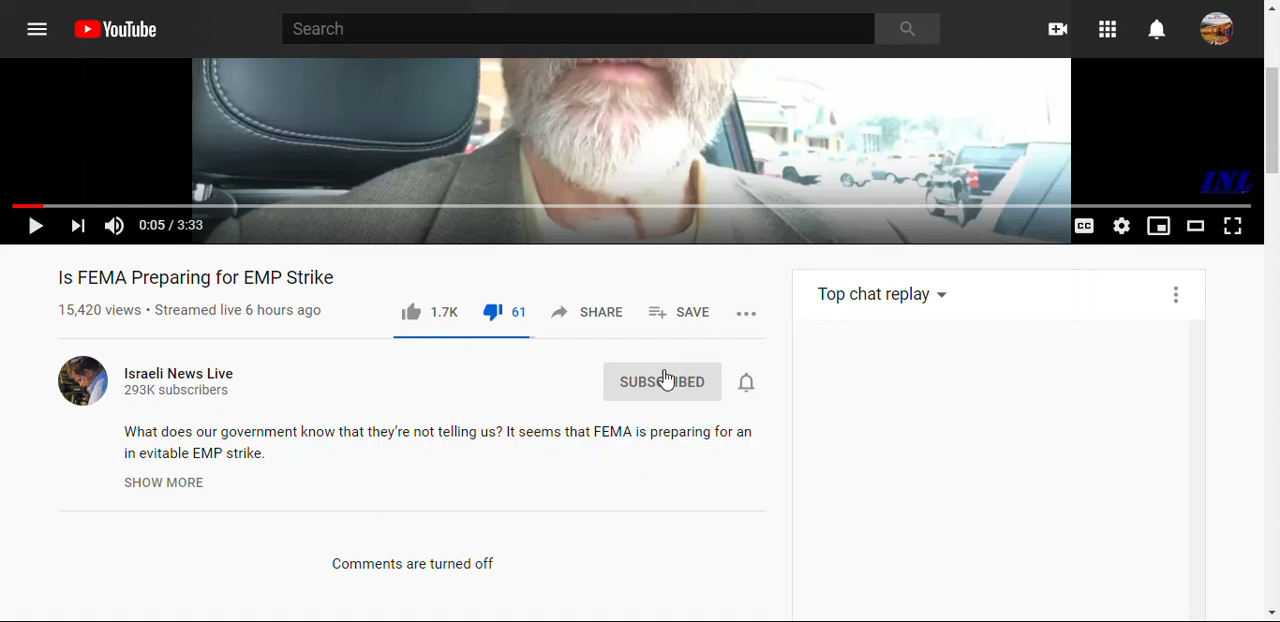 YouTube
Search
INL
0:05 / 3:33
CC
Is FEMA Preparing for EMP Strike
15,420 views • Streamed live 6 hours ago
1.7K
61
SHARE
SAVE
Israeli News Live
293K subscribers
SUBSCRIBED
What does our government know that they're not telling us? It seems that FEMA is preparing for an
in evitable EMP strike.
SHOW MORE
Comments are turned off
Top chat replay